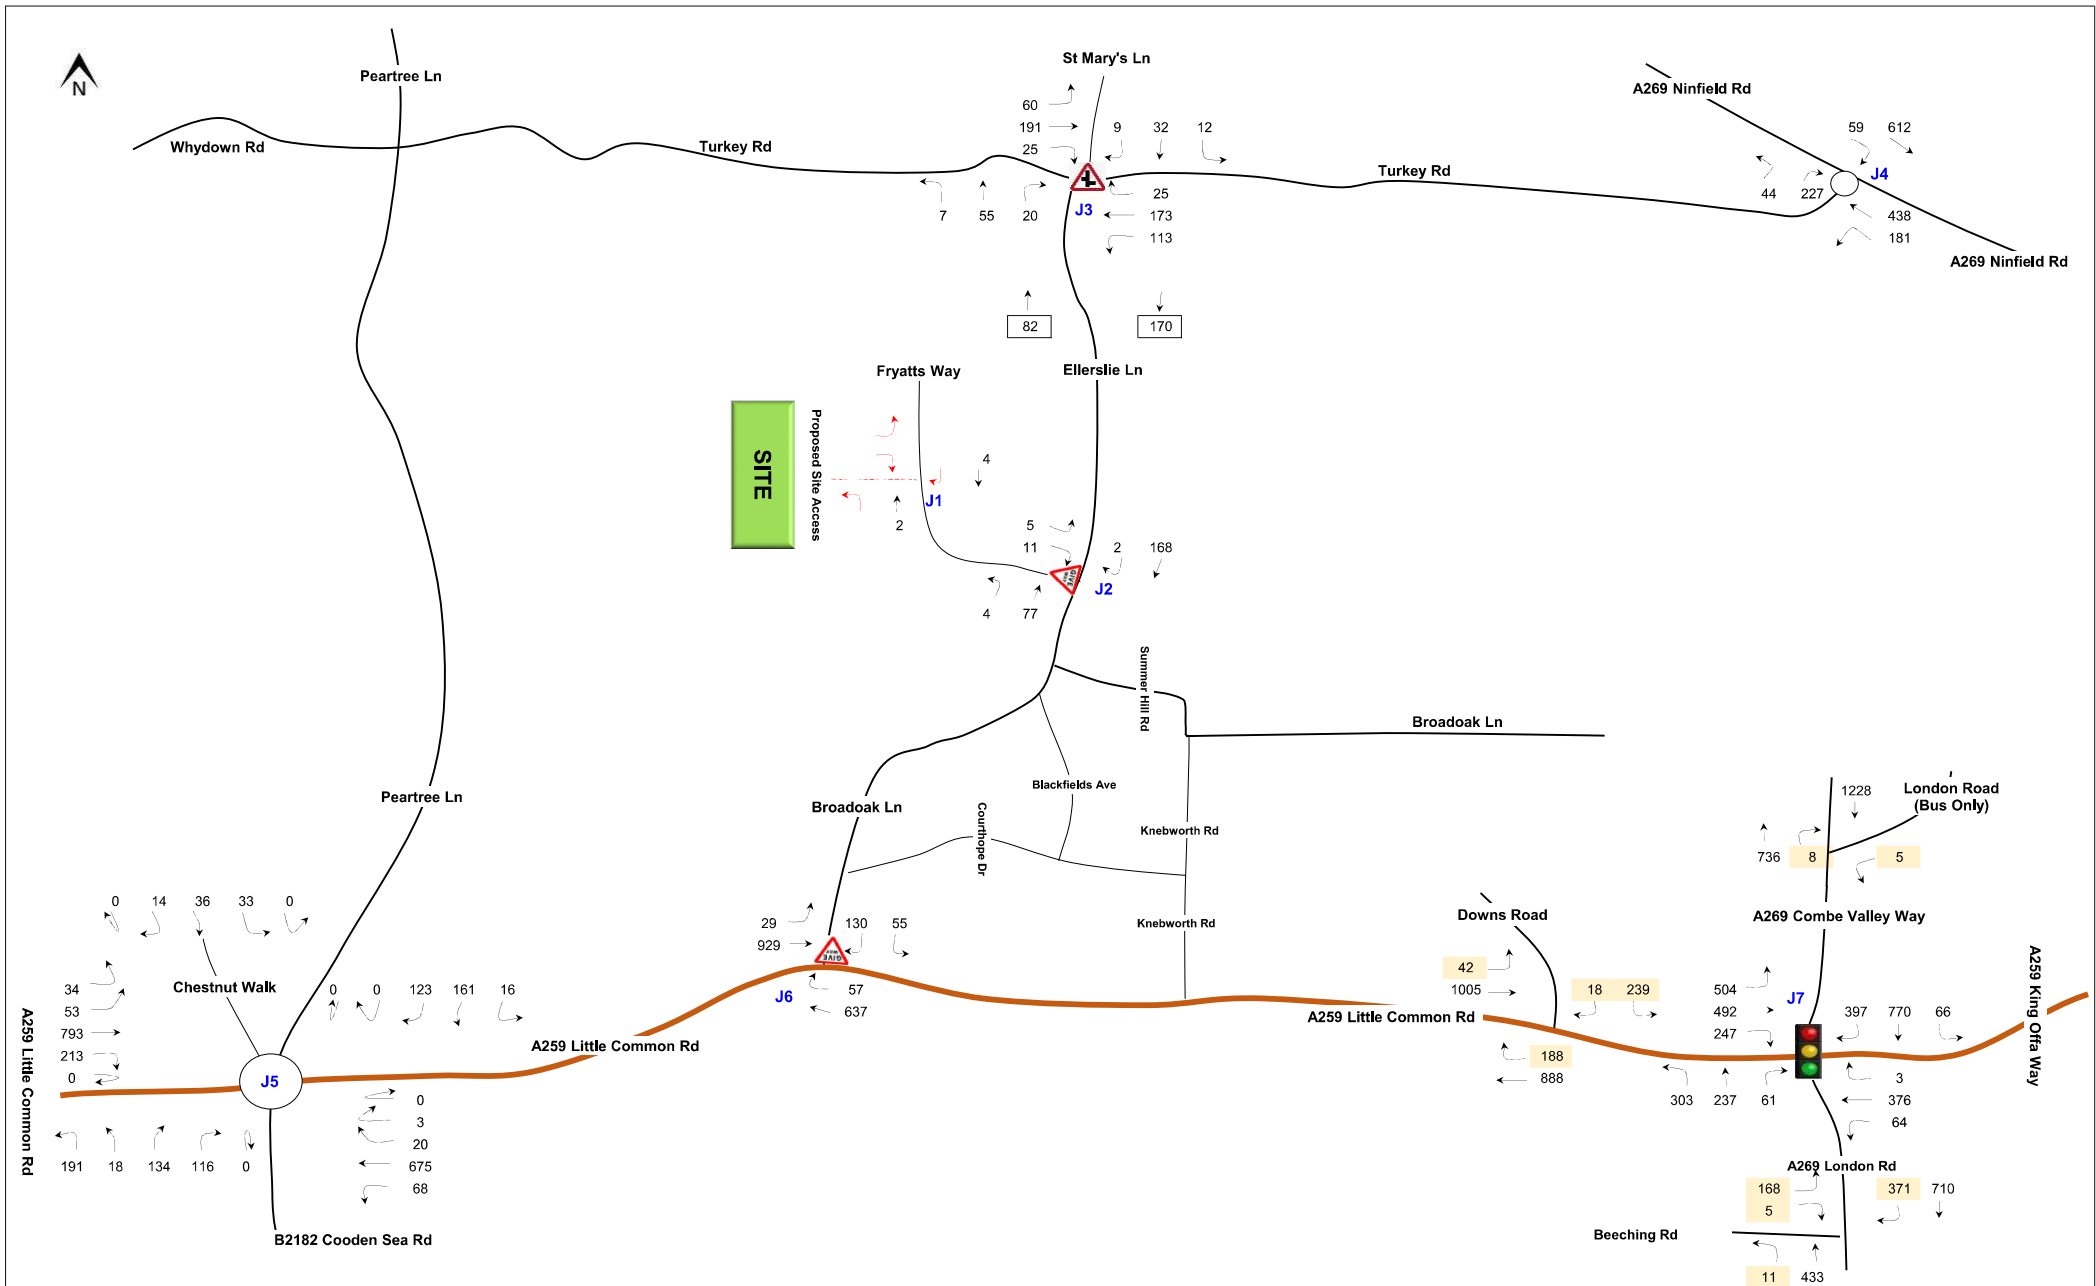 St Mary's Ln
Peartree Ln
N
A269 Ninfield Rd
60
191 9 32 12
25
59 612
Whydown Rd
Turkey Rd
Turkey Rd
J4
44 227
25
7 55 20
J3
173
438
113
181
A269 Ninfield Rd
82
170
Fryatts Way
Ellerslie Ln
SITE
Proposed Site Access
4
J1
2
5
11 2 168
GIVE WAY
J2
4 77
Summer Hill Rd
Broadoak Ln
Blackfields Ave
Peartree Ln
Broadoak Ln
Courthope Dr
Knebworth Rd
1228
London Road
(Bus Only)
736 8 5
0 14 36 33 0
29 130 55
929
Knebworth Rd
Downs Road
A269 Combe Valley Way
GIVE WAY
34
Chestnut Walk
0 0 123 161 16
53
793
213
0
A259 Little Common Rd
J6
57
637
42
1005
18 239
504
J7
492 397 770 66
247
A259 King Offa Way
A259 Little Common Rd
A259 Little Common Rd
188
888
J5
3
303 237 61 376
64
0
3
20
191 18 134 116 0 675
68
A269 London Rd
168 371 710
5
B2182 Cooden Sea Rd
Beeching Rd
11 433